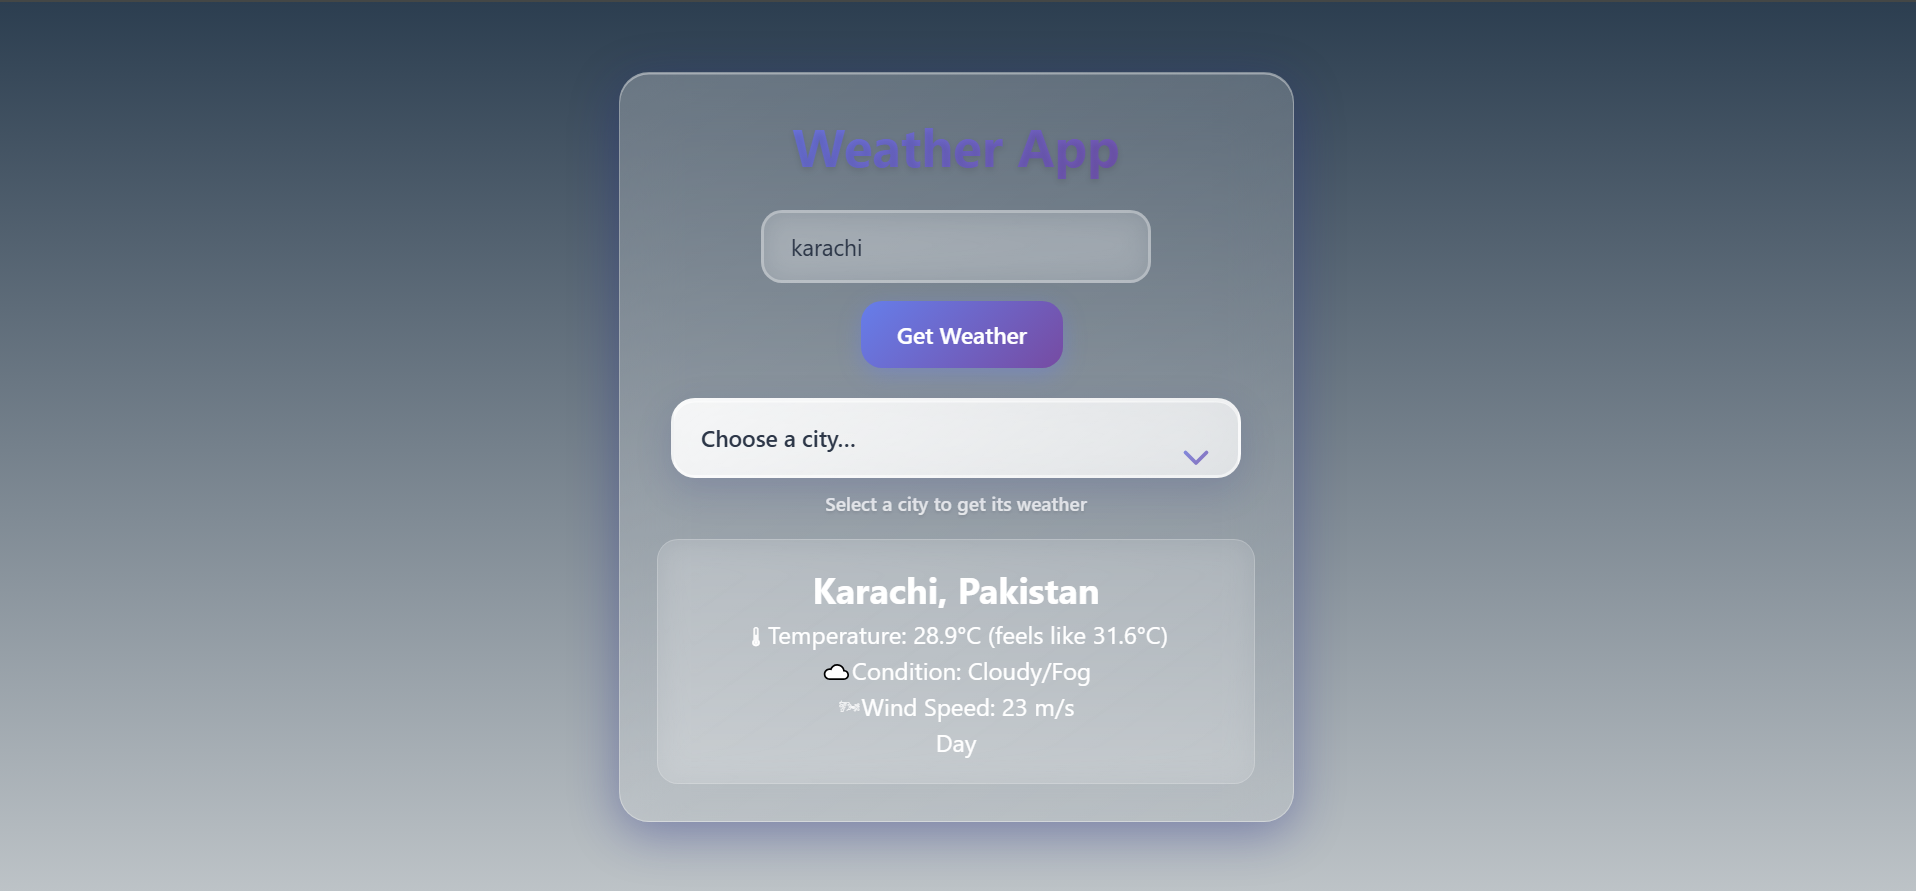 Weather App
karachi
Get Weather
Choose a city...
Select a city to get its weather
Karachi, Pakistan
Temperature: 28.9°C (feels like 31.6°C)
Condition: Cloudy/Fog
Wind Speed: 23 m/s
Day